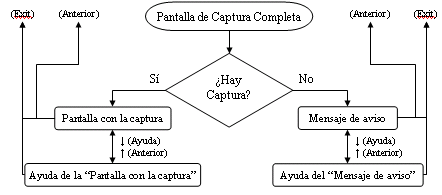 Pantalla de Captura Completa
(Exit)
(Anterior)
(Anterior)
(Exit)
¿Hay
Captura?
Sí
No
Pantalla con la captura
Mensaje de aviso
↓ (Ayuda)
↑ (Anterior)
↓ (Ayuda)
↑ (Anterior)
Ayuda de la “Pantalla con la captura”
Ayuda del “Mensaje de aviso”